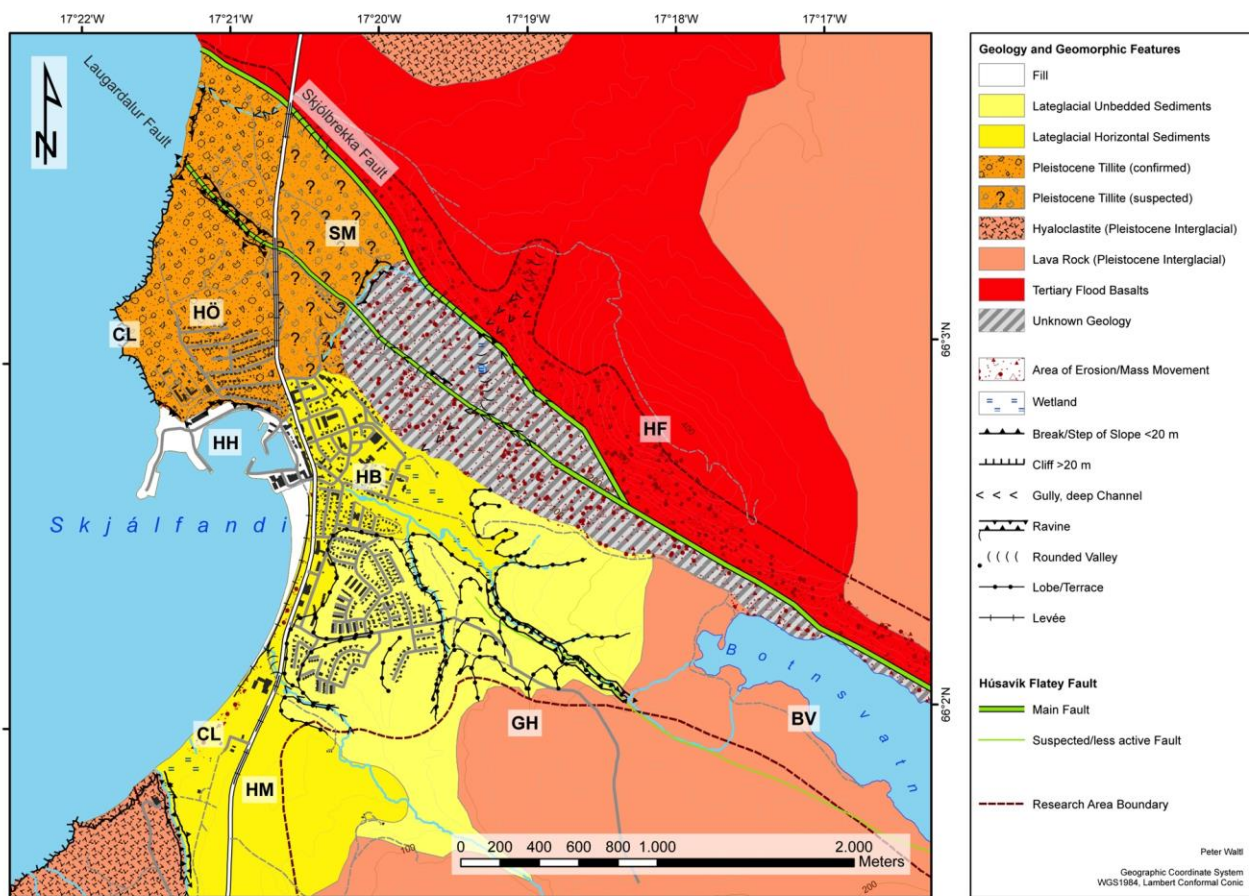 17°22'W
17°21'W
17°20'W
17°19'W
17°18'W
17°17'W
N
Laugardalur Fault
Skjólbrekka Fault
SM
HÖ
CL
HH
HB
HF
66°3'N
Skjálfandi
Botnsvatn
BV
66°2'N
GH
CL
HM
400
100
200
0 200 400 600 800 1.000 2.000
Meters
Geology and Geomorphic Features
Fill
Lateglacial Unbedded Sediments
Lateglacial Horizontal Sediments
Pleistocene Tillite (confirmed)
? Pleistocene Tillite (suspected)
Hyaloclastite (Pleistocene Interglacial)
Lava Rock (Pleistocene Interglacial)
Tertiary Flood Basalts
Unknown Geology
Area of Erosion/Mass Movement
Wetland
Break/Step of Slope <20 m
Cliff >20 m
Gully, deep Channel
Ravine
Rounded Valley
Lobe/Terrace
Levée
Húsavík Flatey Fault
Main Fault
Suspected/less active Fault
Research Area Boundary
Peter Waltl
Geographic Coordinate System
WGS1984, Lambert Conformal Conic